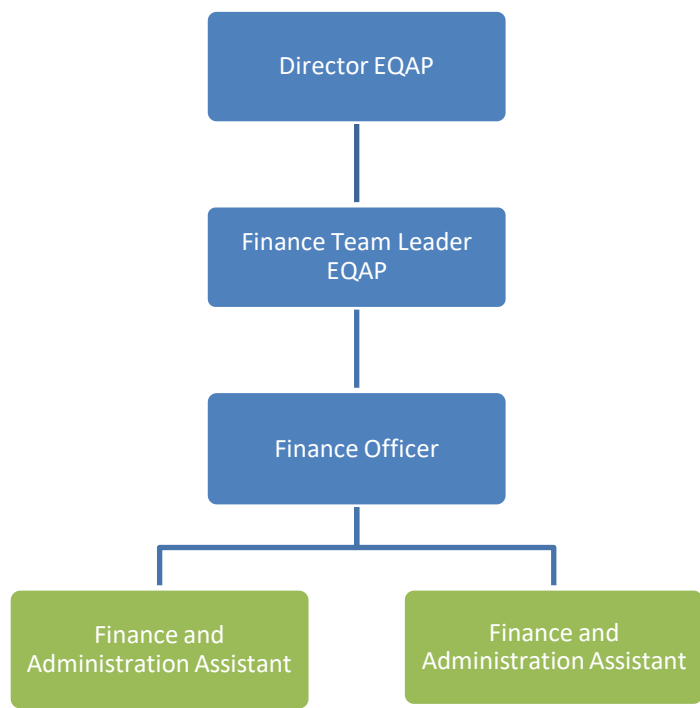 Director EQAP
Finance Team Leader
EQAP
Finance Officer
Finance and
Administration Assistant
Finance and
Administration Assistant